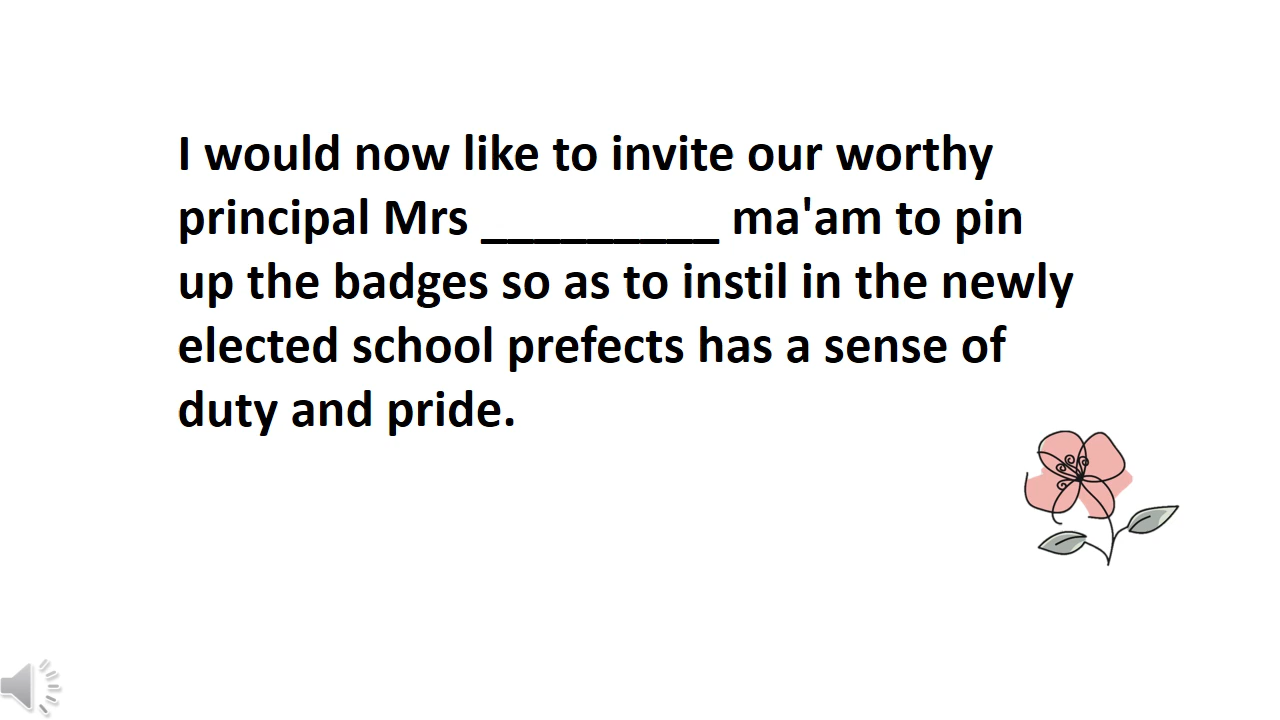 I would now like to invite our worthy
principal Mrs _________ ma'am to pin
up the badges so as to instil in the newly
elected school prefects has a sense of
duty and pride.